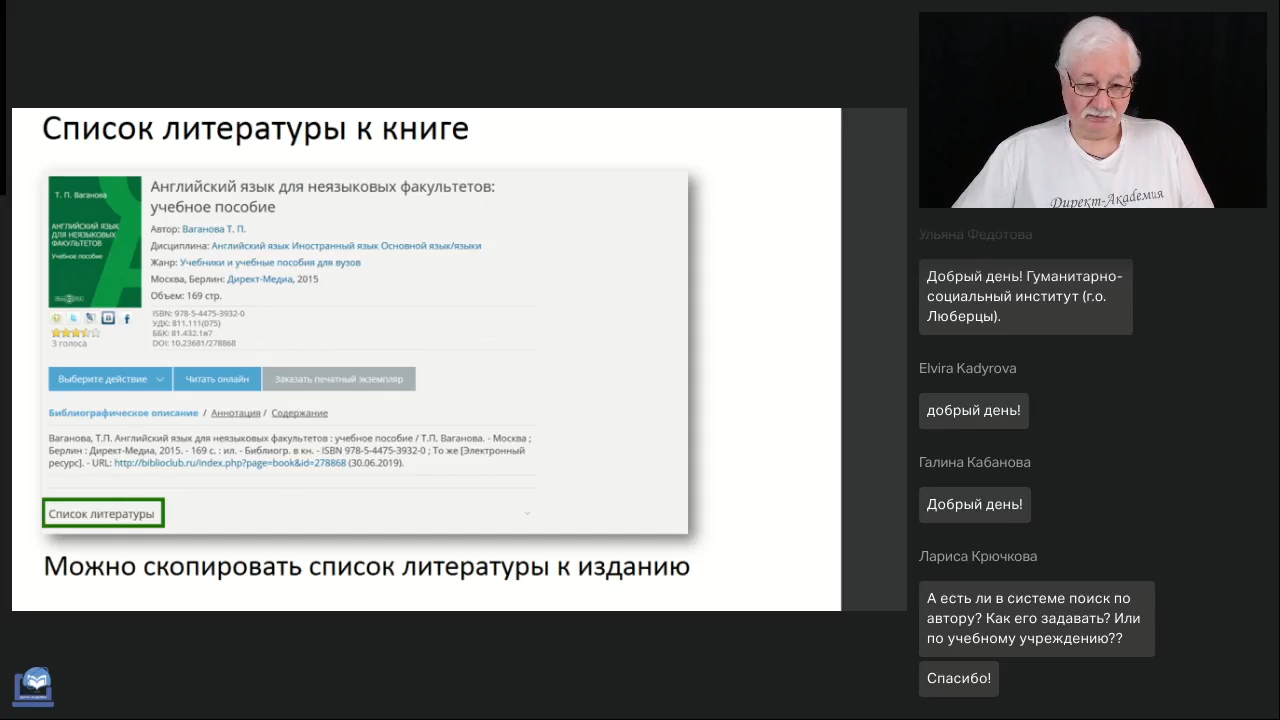 Список литературы к книге
Т. П. Ваганова
АНГЛИЙСКИЙ ЯЗЫК
ДЛЯ НЕЯЗЫКОВЫХ
ФАКУЛЬТЕТОВ
Учебное пособие
Английский язык для неязыковых факультетов:
учебное пособие
Автор: Ваганова Т. П.
Дисциплина: Английский язык Иностранный язык Основной язык/языки
Жанр: Учебники и учебные пособия для вузов
Москва, Берлин: Директ-Медиа, 2015
Объем: 169 стр.
ISBN: 978-5-4475-3932-0
УДК: 811.111(075)
ББК: 81.432.1я7
DOI: 10.23681/278868
3 голоса
Выберите действие
Читать онлайн
Заказать печатный экземпляр
Библиографическое описание / Аннотация / Содержание
Ваганова, Т.П. Английский язык для неязыковых факультетов : учебное пособие / Т.П. Ваганова. - Москва ;
Берлин : Директ-Медиа, 2015. - 169 с. : ил. - Библиогр. в кн. - ISBN 978-5-4475-3932-0 ; То же [Электронный
ресурс]. - URL: http://biblioclub.ru/index.php?page=book&id=278868 (30.06.2019).
Список литературы
Можно скопировать список литературы к изданию
Директ-Академия
Ульяна Федотова
Добрый день! Гуманитарно-
социальный институт (г.о.
Люберцы).
Elvira Kadyrova
добрый день!
Галина Кабанова
Добрый день!
Лариса Крючкова
А есть ли в системе поиск по
автору? Как его задавать? Или
по учебному учреждению??
Спасибо!